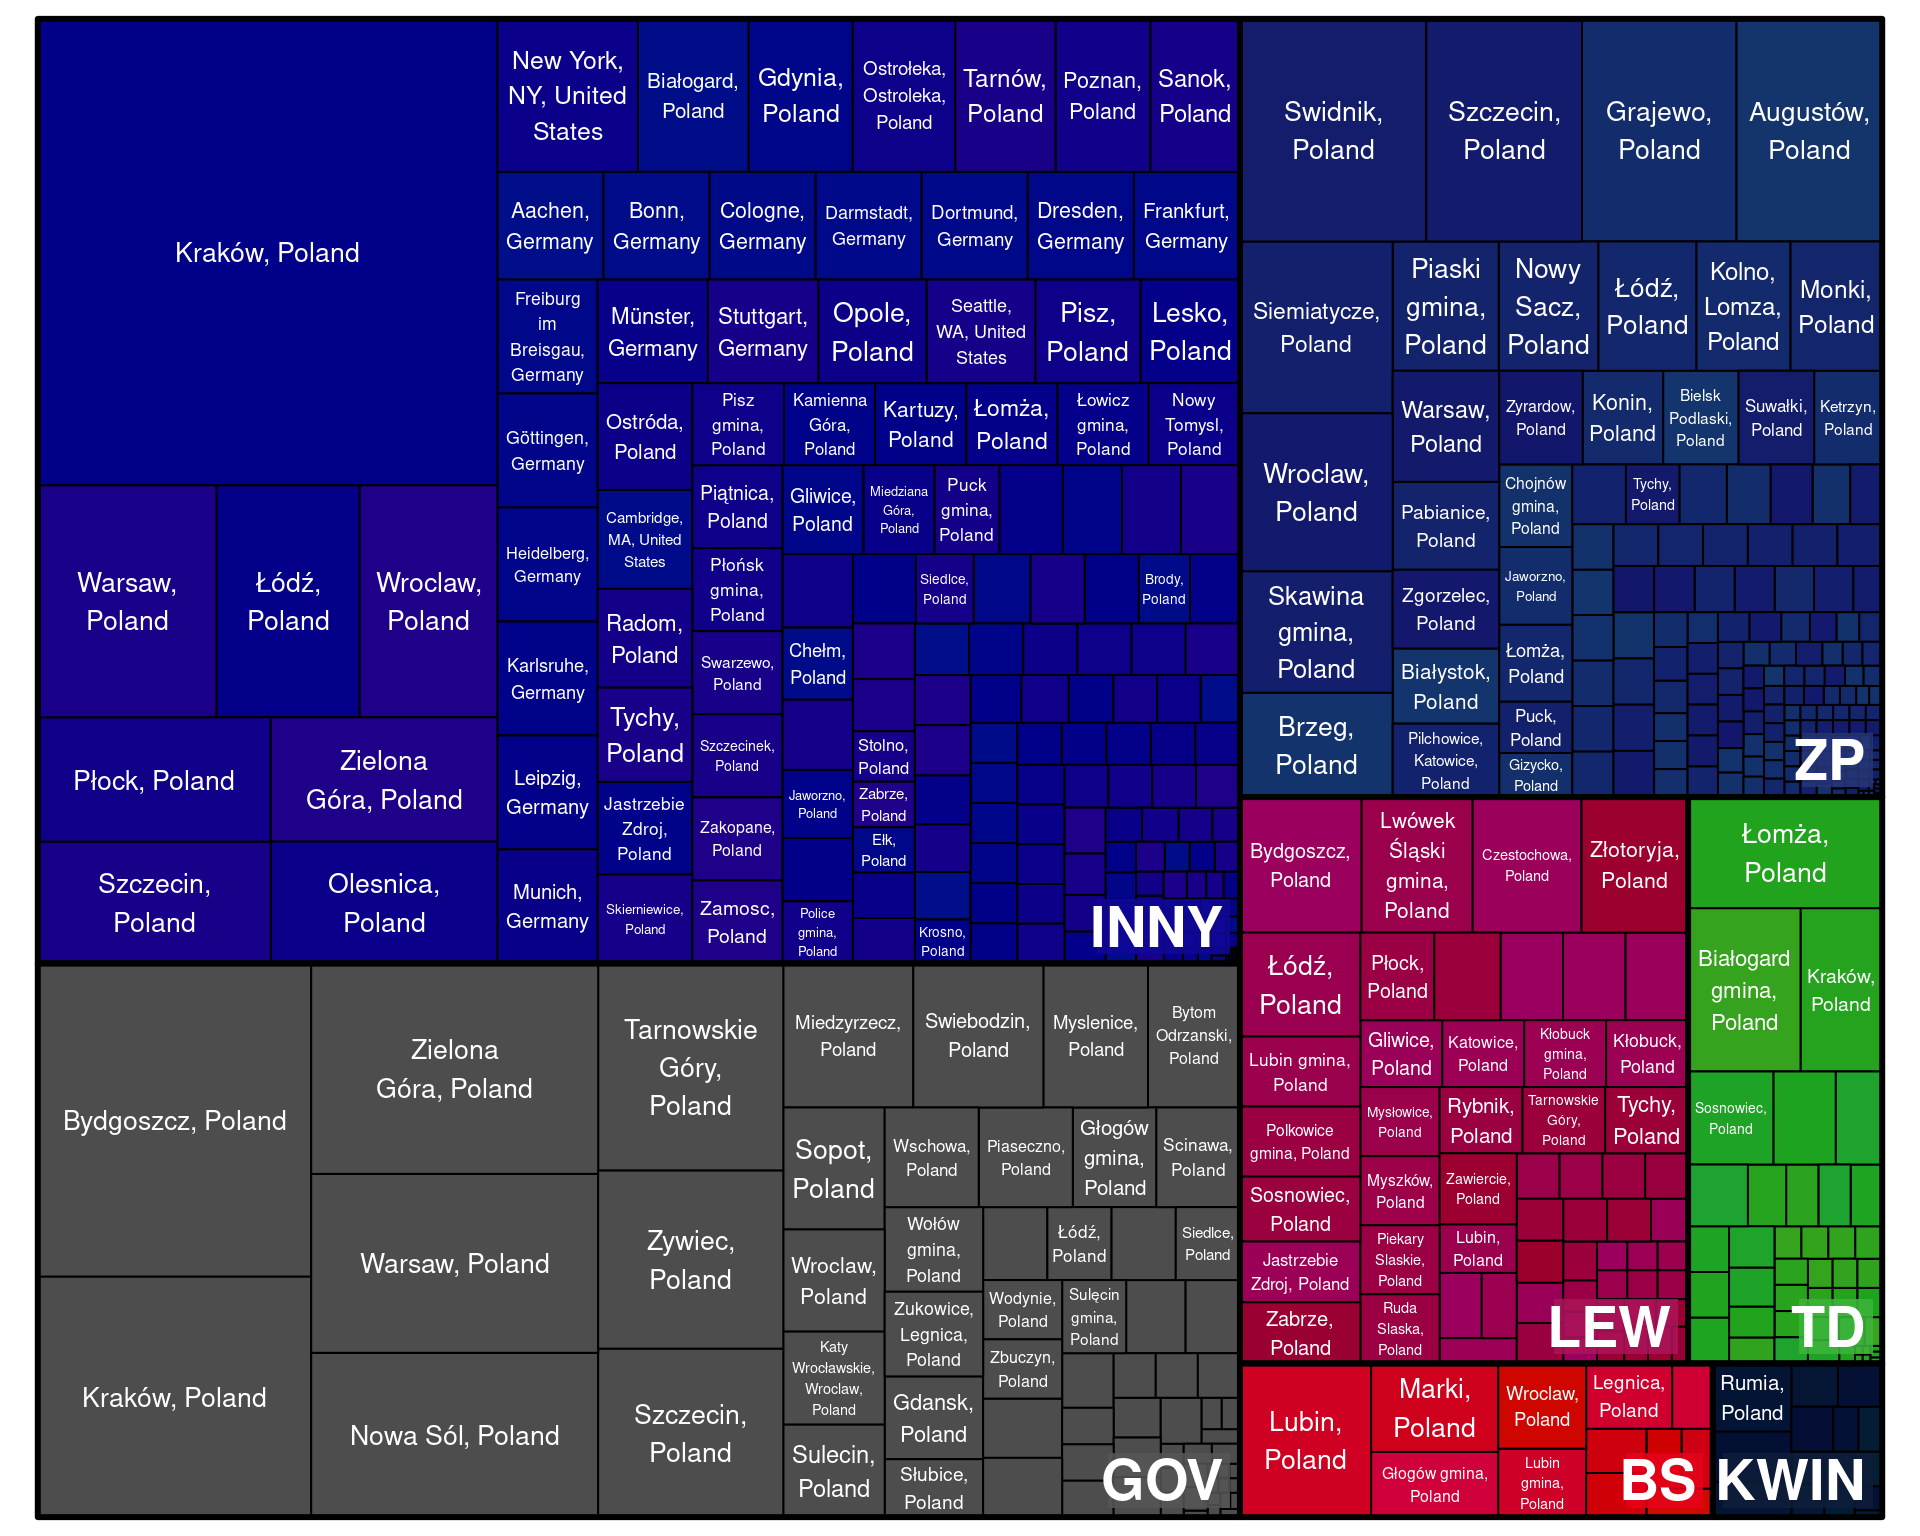 Kraków, Poland
Warsaw,
Poland
Łódź,
Poland
Wroclaw,
Poland
Płock, Poland
Zielona
Góra, Poland
Szczecin,
Poland
Olesnica,
Poland
New York,
NY, United
States
Białogard,
Poland
Gdynia,
Poland
Ostrołeka,
Ostroleka,
Poland
Tarnów,
Poland
Poznan,
Poland
Sanok,
Poland
Aachen,
Germany
Bonn,
Germany
Cologne,
Germany
Darmstadt,
Germany
Dortmund,
Germany
Dresden,
Germany
Frankfurt,
Germany
Freiburg
im
Breisgau,
Germany
Göttingen,
Germany
Heidelberg,
Germany
Karlsruhe,
Germany
Leipzig,
Germany
Munich,
Germany
Münster,
Germany
Stuttgart,
Germany
Opole,
Poland
Seattle,
WA, United
States
Pisz,
Poland
Lesko,
Poland
Ostróda,
Poland
Cambridge,
MA, United
States
Radom,
Poland
Tychy,
Poland
Jastrzebie
Zdroj,
Poland
Skierniewice,
Poland
Pisz
gmina,
Poland
Kamienna
Góra,
Poland
Kartuzy,
Poland
Łomża,
Poland
Łowicz
gmina,
Poland
Nowy
Tomysl,
Poland
Piątnica,
Poland
Płońsk
gmina,
Poland
Swarzewo,
Poland
Szczecinek,
Poland
Zakopane,
Poland
Zamosc,
Poland
Gliwice,
Poland
Miedziana
Góra,
Poland
Puck
gmina,
Poland
Siedlce,
Poland
Brody,
Poland
Chełm,
Poland
Jaworzno,
Poland
Police
gmina,
Poland
Stolno,
Poland
Zabrze,
Poland
Ełk,
Poland
Krosno,
Poland
INNY
Swidnik,
Poland
Szczecin,
Poland
Grajewo,
Poland
Augustów,
Poland
Siemiatycze,
Poland
Wroclaw,
Poland
Skawina
gmina,
Poland
Brzeg,
Poland
Piaski
gmina,
Poland
Nowy
Sacz,
Poland
Łódź,
Poland
Kolno,
Lomza,
Poland
Monki,
Poland
Warsaw,
Poland
Pabianice,
Poland
Zgorzelec,
Poland
Białystok,
Poland
Pilchowice,
Katowice,
Poland
Zyrardow,
Poland
Konin,
Poland
Bielsk
Podlaski,
Poland
Suwałki,
Poland
Ketrzyn,
Poland
Chojnów
gmina,
Poland
Tychy,
Poland
Jaworzno,
Poland
Łomża,
Poland
Puck,
Poland
Gizycko,
Poland
ZP
Bydgoszcz, Poland
Kraków, Poland
Zielona
Góra, Poland
Warsaw, Poland
Nowa Sól, Poland
Tarnowskie
Góry,
Poland
Zywiec,
Poland
Szczecin,
Poland
Miedzyrzecz,
Poland
Swiebodzin,
Poland
Myslenice,
Poland
Bytom
Odrzanski,
Poland
Sopot,
Poland
Wroclaw,
Poland
Katy
Wrocławskie,
Wroclaw,
Poland
Sulecin,
Poland
Wschowa,
Poland
Piaseczno,
Poland
Głogów
gmina,
Poland
Scinawa,
Poland
Wołów
gmina,
Poland
Zukowice,
Legnica,
Poland
Gdansk,
Poland
Słubice,
Poland
Łódź,
Poland
Siedlce,
Poland
Wodynie,
Poland
Zbuczyn,
Poland
Sulęcin
gmina,
Poland
GOV
Bydgoszcz,
Poland
Lwówek
Śląski
gmina,
Poland
Czestochowa,
Poland
Złotoryja,
Poland
Łódź,
Poland
Lubin gmina,
Poland
Polkowice
gmina, Poland
Sosnowiec,
Poland
Jastrzebie
Zdroj, Poland
Zabrze,
Poland
Płock,
Poland
Gliwice,
Poland
Katowice,
Poland
Kłobuck
gmina,
Poland
Kłobuck,
Poland
Mysłowice,
Poland
Rybnik,
Poland
Tarnowskie
Góry,
Poland
Tychy,
Poland
Myszków,
Poland
Zawiercie,
Poland
Piekary
Slaskie,
Poland
Lubin,
Poland
Ruda
Slaska,
Poland
LEW
Łomża,
Poland
Białogard
gmina,
Poland
Kraków,
Poland
Sosnowiec,
Poland
TD
Lubin,
Poland
Marki,
Poland
Głogów gmina,
Poland
Wroclaw,
Poland
Lubin
gmina,
Poland
Legnica,
Poland
BS
Rumia,
Poland
KWIN